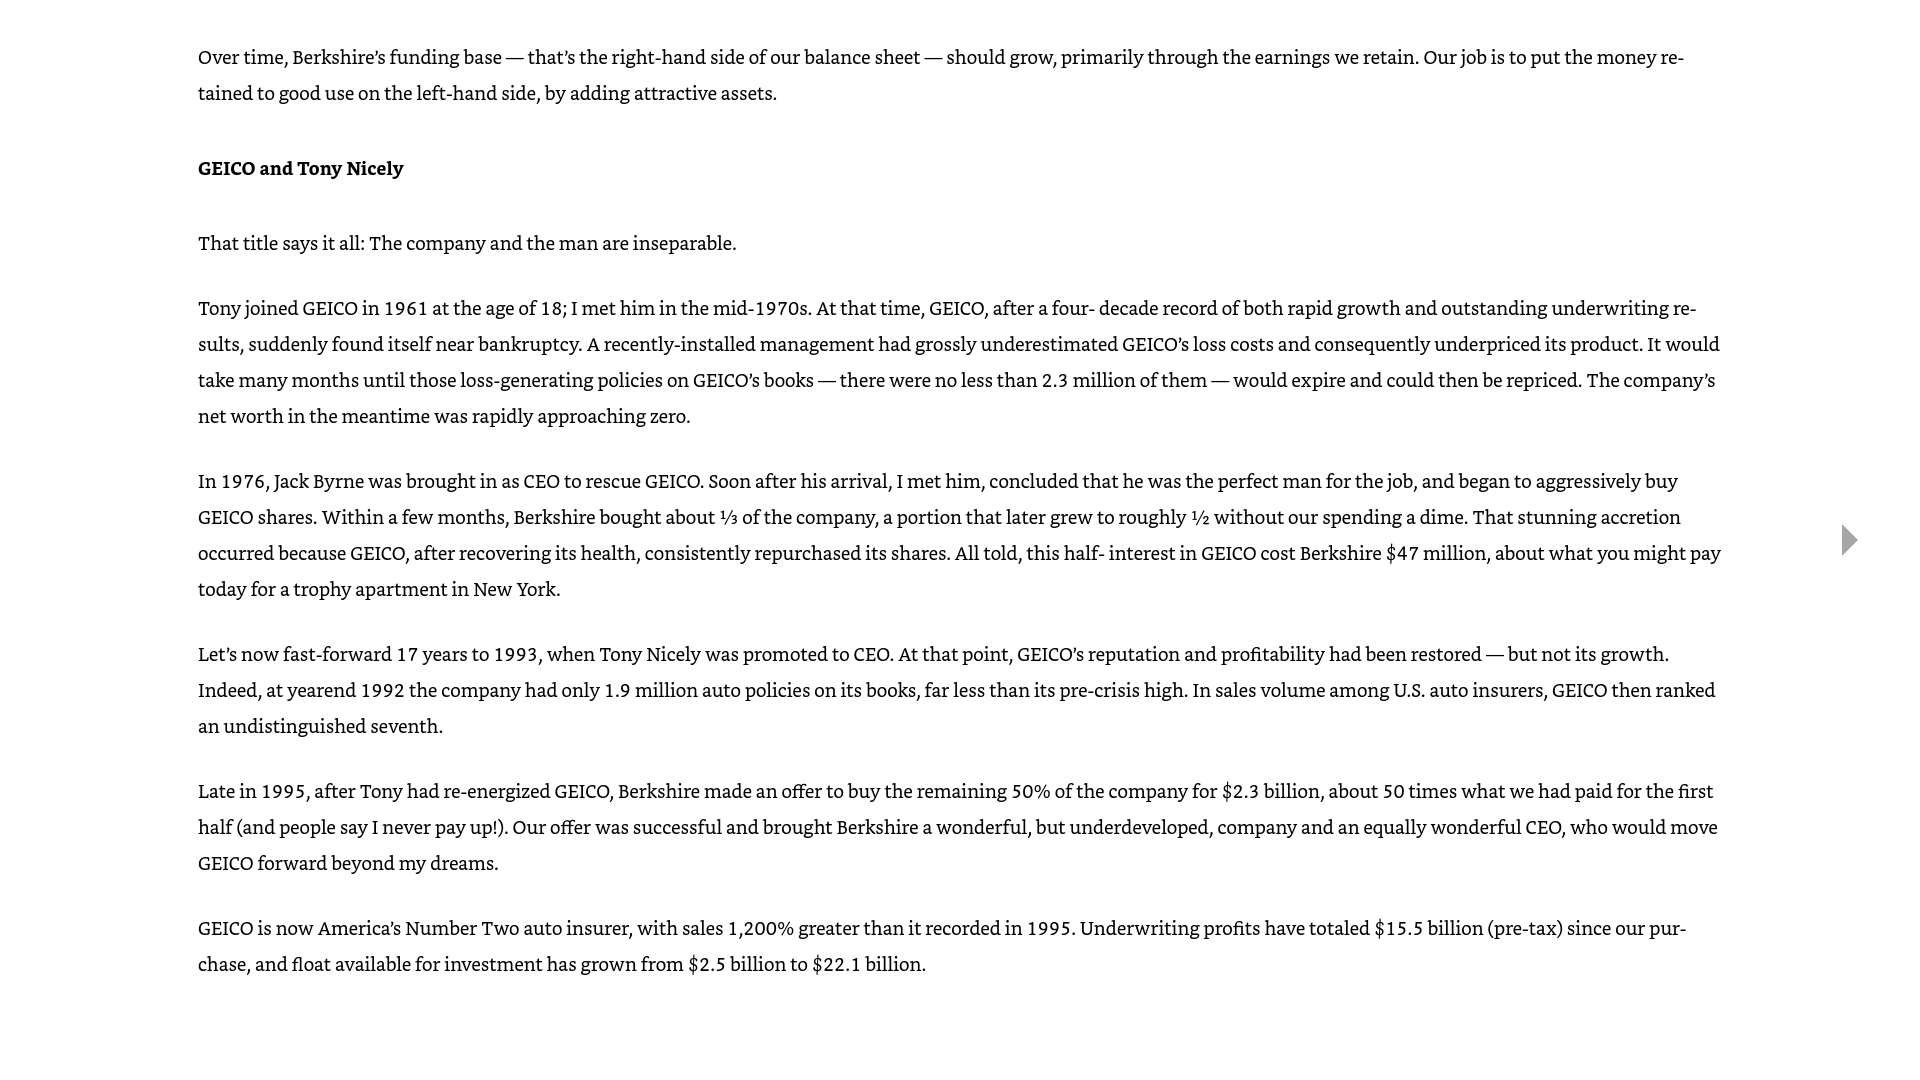 Over time, Berkshire’s funding base — that’s the right-hand side of our balance sheet — should grow, primarily through the earnings we retain. Our job is to put the money re-
tained to good use on the left-hand side, by adding attractive assets.
GEICO and Tony Nicely
That title says it all: The company and the man are inseparable.
Tony joined GEICO in 1961 at the age of 18; I met him in the mid-1970s. At that time, GEICO, after a four- decade record of both rapid growth and outstanding underwriting re-
sults, suddenly found itself near bankruptcy. A recently-installed management had grossly underestimated GEICO’s loss costs and consequently underpriced its product. It would
take many months until those loss-generating policies on GEICO’s books — there were no less than 2.3 million of them — would expire and could then be repriced. The company’s
net worth in the meantime was rapidly approaching zero.
In 1976, Jack Byrne was brought in as CEO to rescue GEICO. Soon after his arrival, I met him, concluded that he was the perfect man for the job, and began to aggressively buy
GEICO shares. Within a few months, Berkshire bought about ⅓ of the company, a portion that later grew to roughly ½ without our spending a dime. That stunning accretion
occurred because GEICO, after recovering its health, consistently repurchased its shares. All told, this half- interest in GEICO cost Berkshire $47 million, about what you might pay
today for a trophy apartment in New York.
Let’s now fast-forward 17 years to 1993, when Tony Nicely was promoted to CEO. At that point, GEICO’s reputation and profitability had been restored — but not its growth.
Indeed, at yearend 1992 the company had only 1.9 million auto policies on its books, far less than its pre-crisis high. In sales volume among U.S. auto insurers, GEICO then ranked
an undistinguished seventh.
Late in 1995, after Tony had re-energized GEICO, Berkshire made an offer to buy the remaining 50% of the company for $2.3 billion, about 50 times what we had paid for the first
half (and people say I never pay up!). Our offer was successful and brought Berkshire a wonderful, but underdeveloped, company and an equally wonderful CEO, who would move
GEICO forward beyond my dreams.
GEICO is now America’s Number Two auto insurer, with sales 1,200% greater than it recorded in 1995. Underwriting profits have totaled $15.5 billion (pre-tax) since our pur-
chase, and float available for investment has grown from $2.5 billion to $22.1 billion.